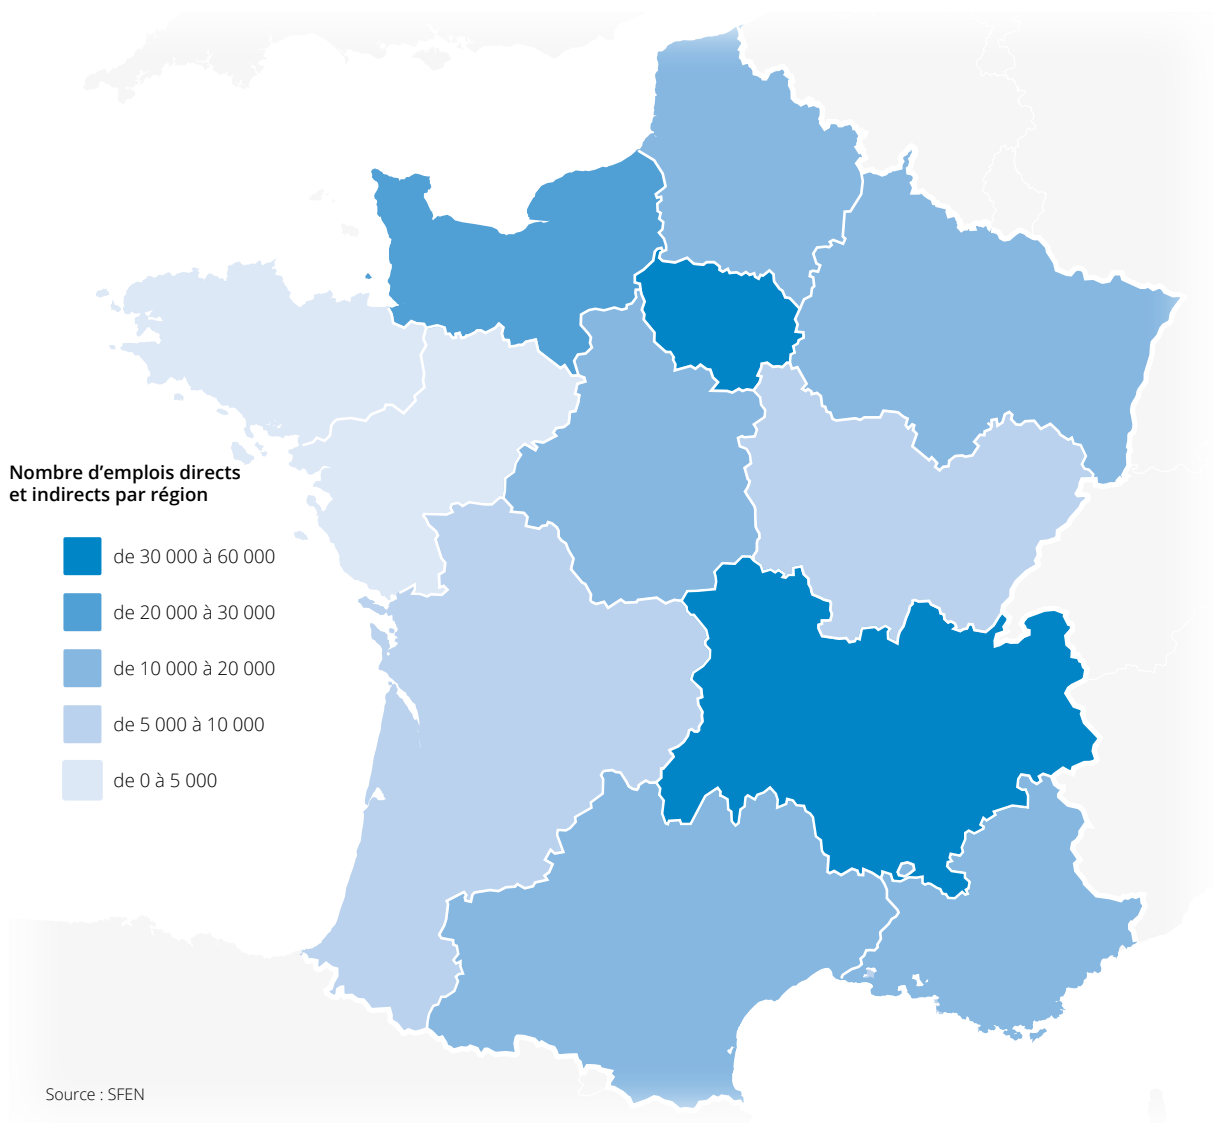 Nombre d’emplois directs
et indirects par région
de 30 000 à 60 000
de 20 000 à 30 000
de 10 000 à 20 000
de 5 000 à 10 000
de 0 à 5 000
Source : SFEN